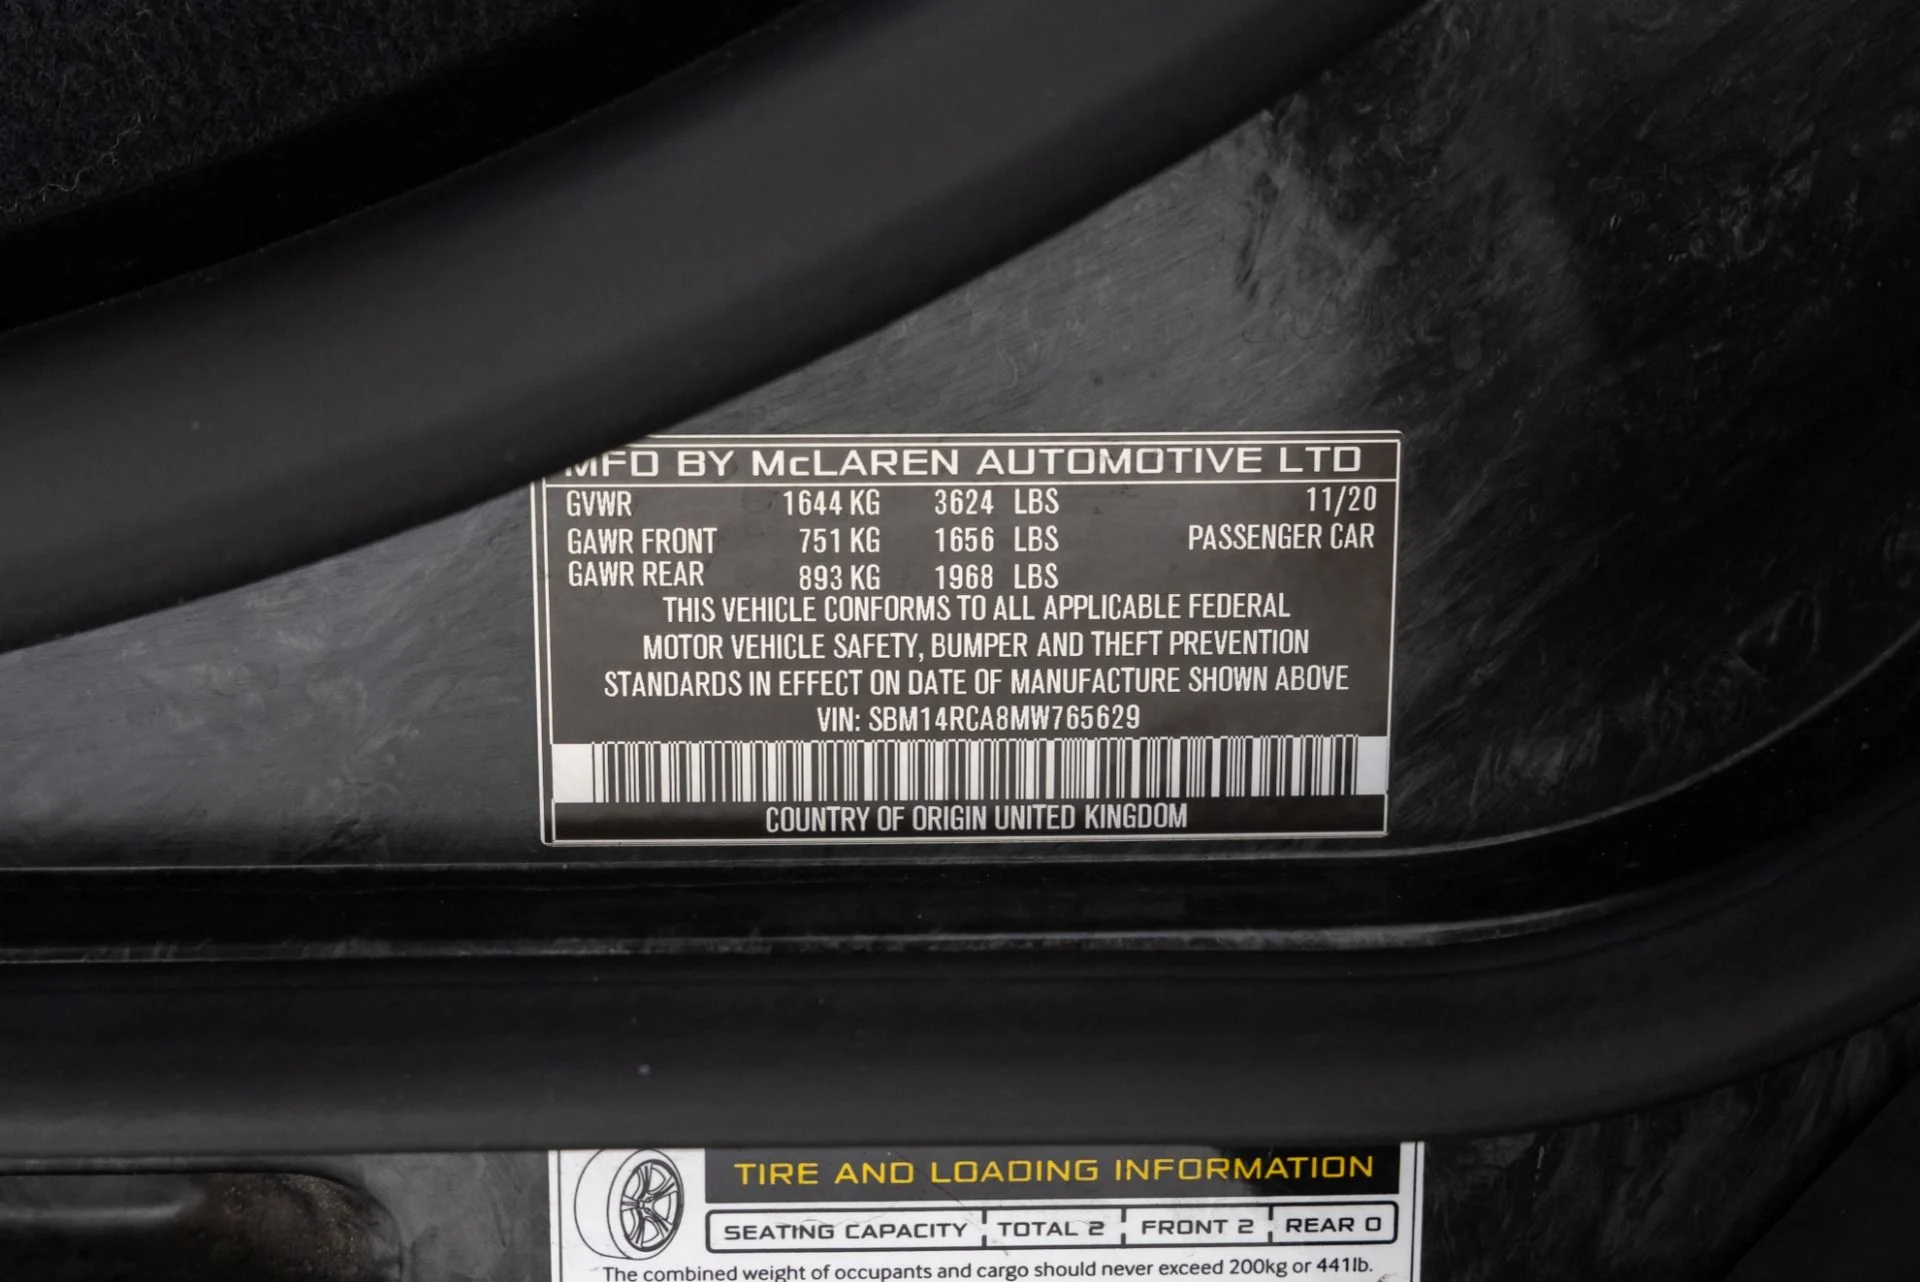 MFD BY McLAREN AUTOMOTIVE LTD
GVWR 1644 KG 3624 LBS 11/20
GAWR FRONT 751 KG 1656 LBS PASSENGER CAR
GAWR REAR 893 KG 1968 LBS
THIS VEHICLE CONFORMS TO ALL APPLICABLE FEDERAL
MOTOR VEHICLE SAFETY, BUMPER AND THEFT PREVENTION
STANDARDS IN EFFECT ON DATE OF MANUFACTURE SHOWN ABOVE
VIN: SBM14RCA8MW765629
COUNTRY OF ORIGIN UNITED KINGDOM
TIRE AND LOADING INFORMATION
SEATING CAPACITY TOTAL 2 FRONT 2 REAR 0
The combined weight of occupants and cargo should never exceed 200kg or 441lb.